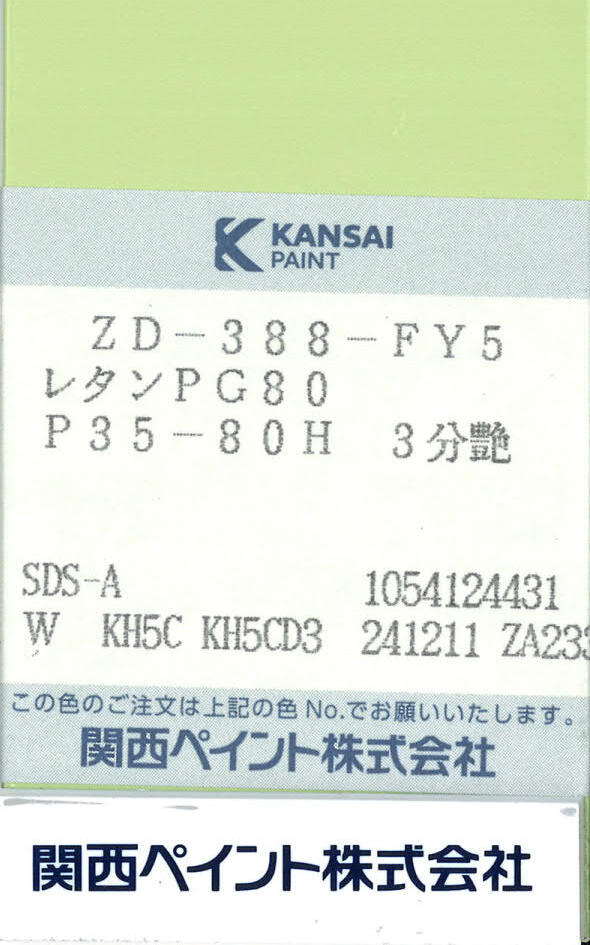 KANSAI
PAINT
ZD-388-FY5
レタンPG80
P35-80H 3分艶
SDS-A 1054124431
W KH5C KH5CD3 241211 ZA233
この色のご注文は上記の色No.でお願いいたします。
関西ペイント株式会社
関西ペイント株式会社